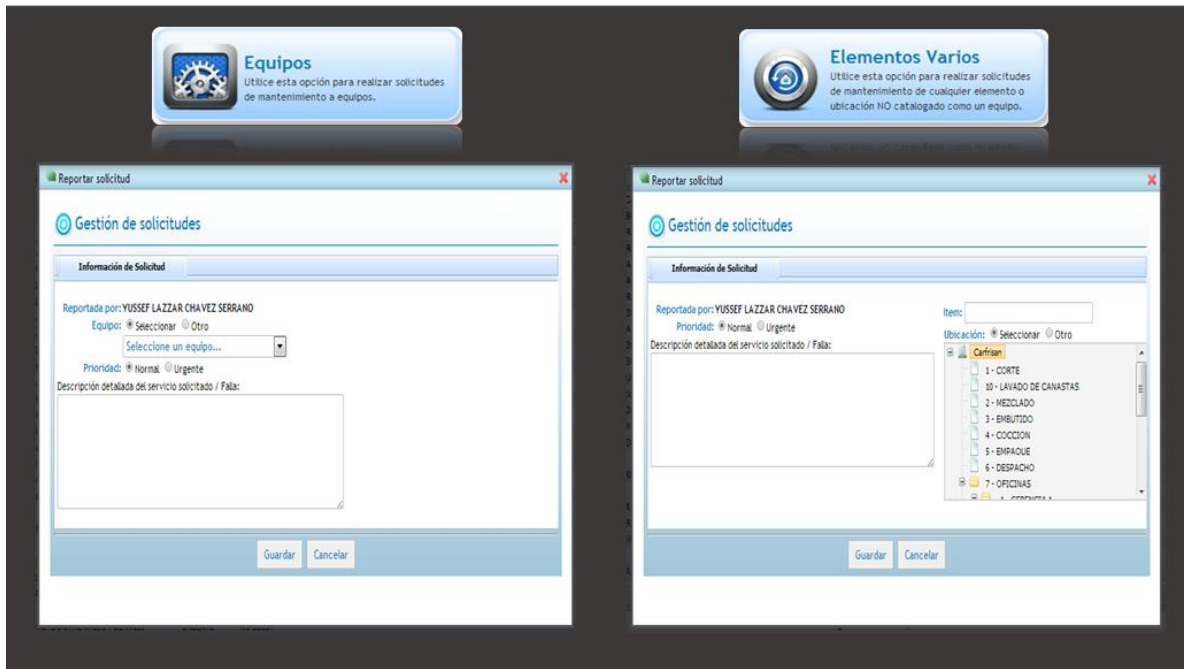 Equipos
Utilice esta opción para realizar solicitudes
de mantenimiento a equipos.
Elementos Varios
Utilice esta opción para realizar solicitudes
de mantenimiento de cualquier elemento o
ubicación NO catalogado como un equipo.
Reportar solicitud
Gestión de solicitudes
Información de Solicitud
Reportada por: YUSSEF LAZZAR CHAVEZ SERRANO
Equipo: Seleccionar Otro
Seleccione un equipo...
Prioridad: Normal Urgente
Descripción detallada del servicio solicitado / Falla:
Guardar Cancelar
Reportar solicitud
Gestión de solicitudes
Información de Solicitud
Reportada por: YUSSEF LAZZAR CHAVEZ SERRANO
Prioridad: Normal Urgente
Descripción detallada del servicio solicitado / Falla:
Item:
Ubicación: Seleccionar Otro
Carfrisan
1 - CORTE
10 - LAVADO DE CANASTAS
2 - MEZCLADO
3 - EMBUTIDO
4 - COCCION
5 - EMPAQUE
6 - DESPACHO
7 - OFICINAS
Guardar Cancelar